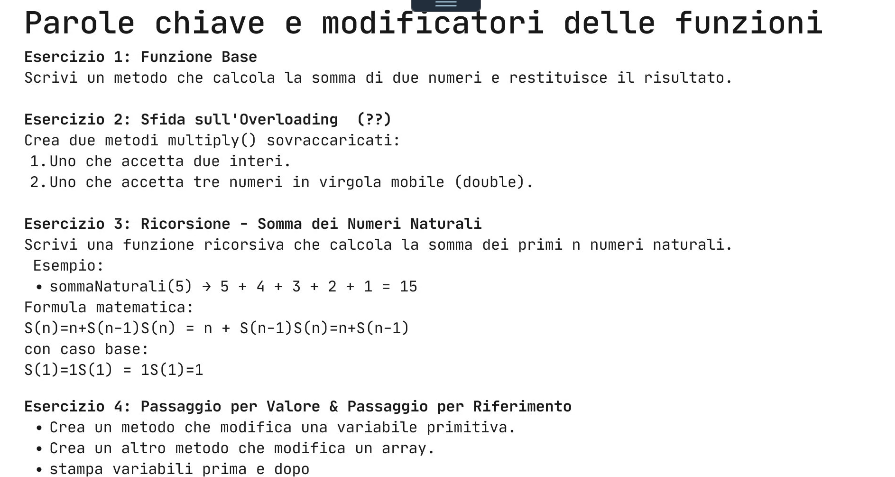 Parole chiave e modificatori delle funzioni
Esercizio 1: Funzione Base
Scrivi un metodo che calcola la somma di due numeri e restituisce il risultato.
Esercizio 2: Sfida sull'Overloading (??)
Crea due metodi multiply() sovraccaricati:
1. Uno che accetta due interi.
2. Uno che accetta tre numeri in virgola mobile (double).
Esercizio 3: Ricorsione - Somma dei Numeri Naturali
Scrivi una funzione ricorsiva che calcola la somma dei primi n numeri naturali.
Esempio:
• sommaNaturali(5) → 5 + 4 + 3 + 2 + 1 = 15
Formula matematica:
S(n)=n+S(n-1)S(n) = n + S(n-1)S(n)=n+S(n-1)
con caso base:
S(1)=1S(1) = 1S(1)=1
Esercizio 4: Passaggio per Valore & Passaggio per Riferimento
• Crea un metodo che modifica una variabile primitiva.
• Crea un altro metodo che modifica un array.
• stampa variabili prima e dopo